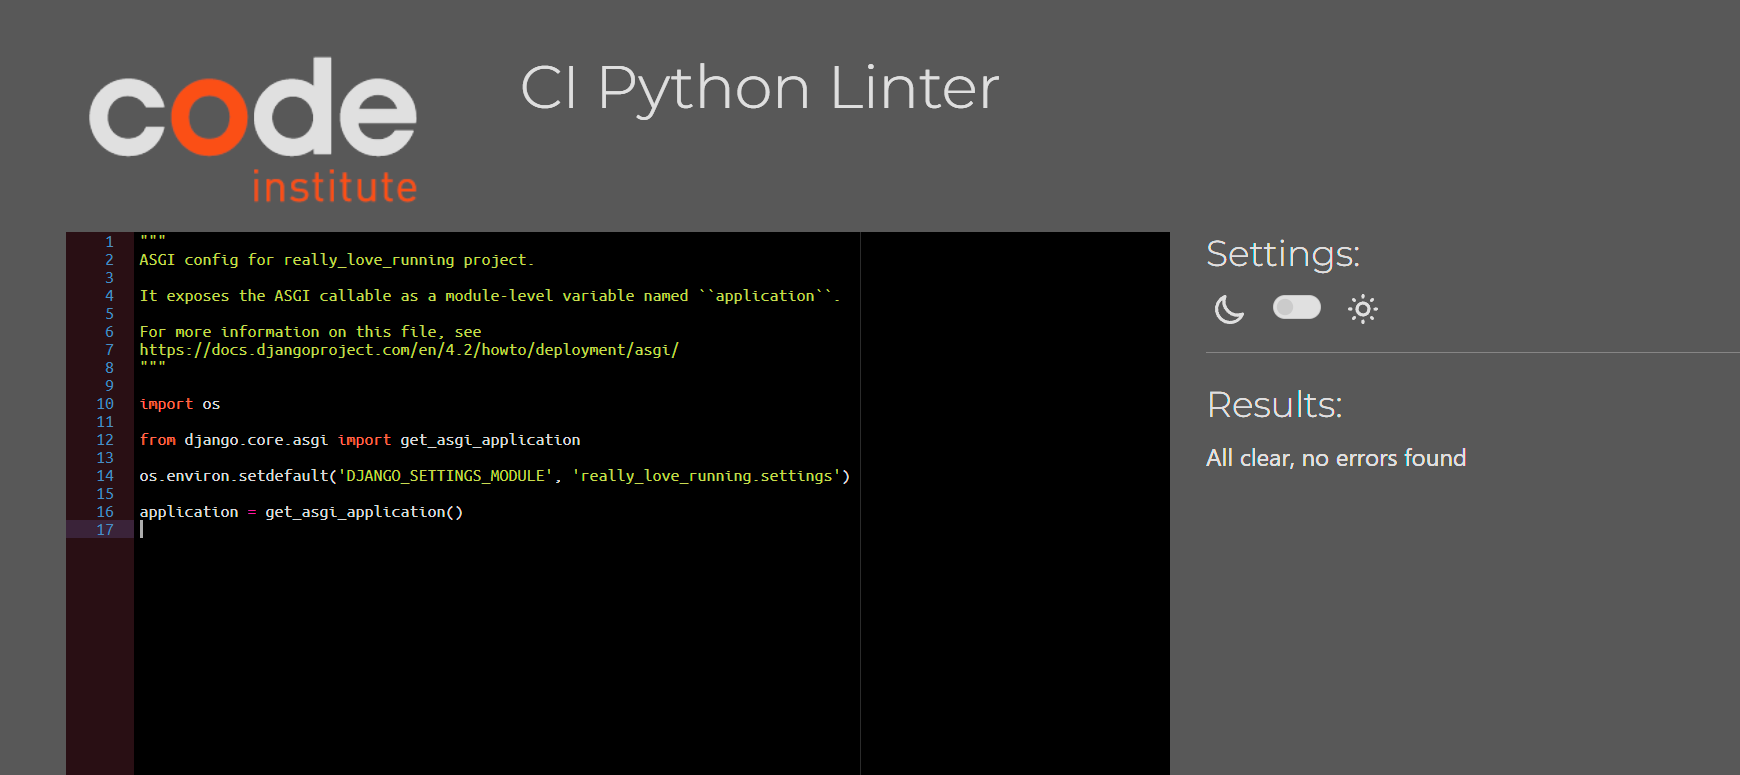 code
institute
CI Python Linter
1 """
2 ASGI config for really_love_running project.
3
4 It exposes the ASGI callable as a module-level variable named ``application``.
5
6 For more information on this file, see
7 https://docs.djangoproject.com/en/4.2/howto/deployment/asgi/
8 """
9
10 import os
11
12 from django.core.asgi import get_asgi_application
13
14 os.environ.setdefault('DJANGO_SETTINGS_MODULE', 'really_love_running.settings')
15
16 application = get_asgi_application()
17
Settings:
Results:
All clear, no errors found